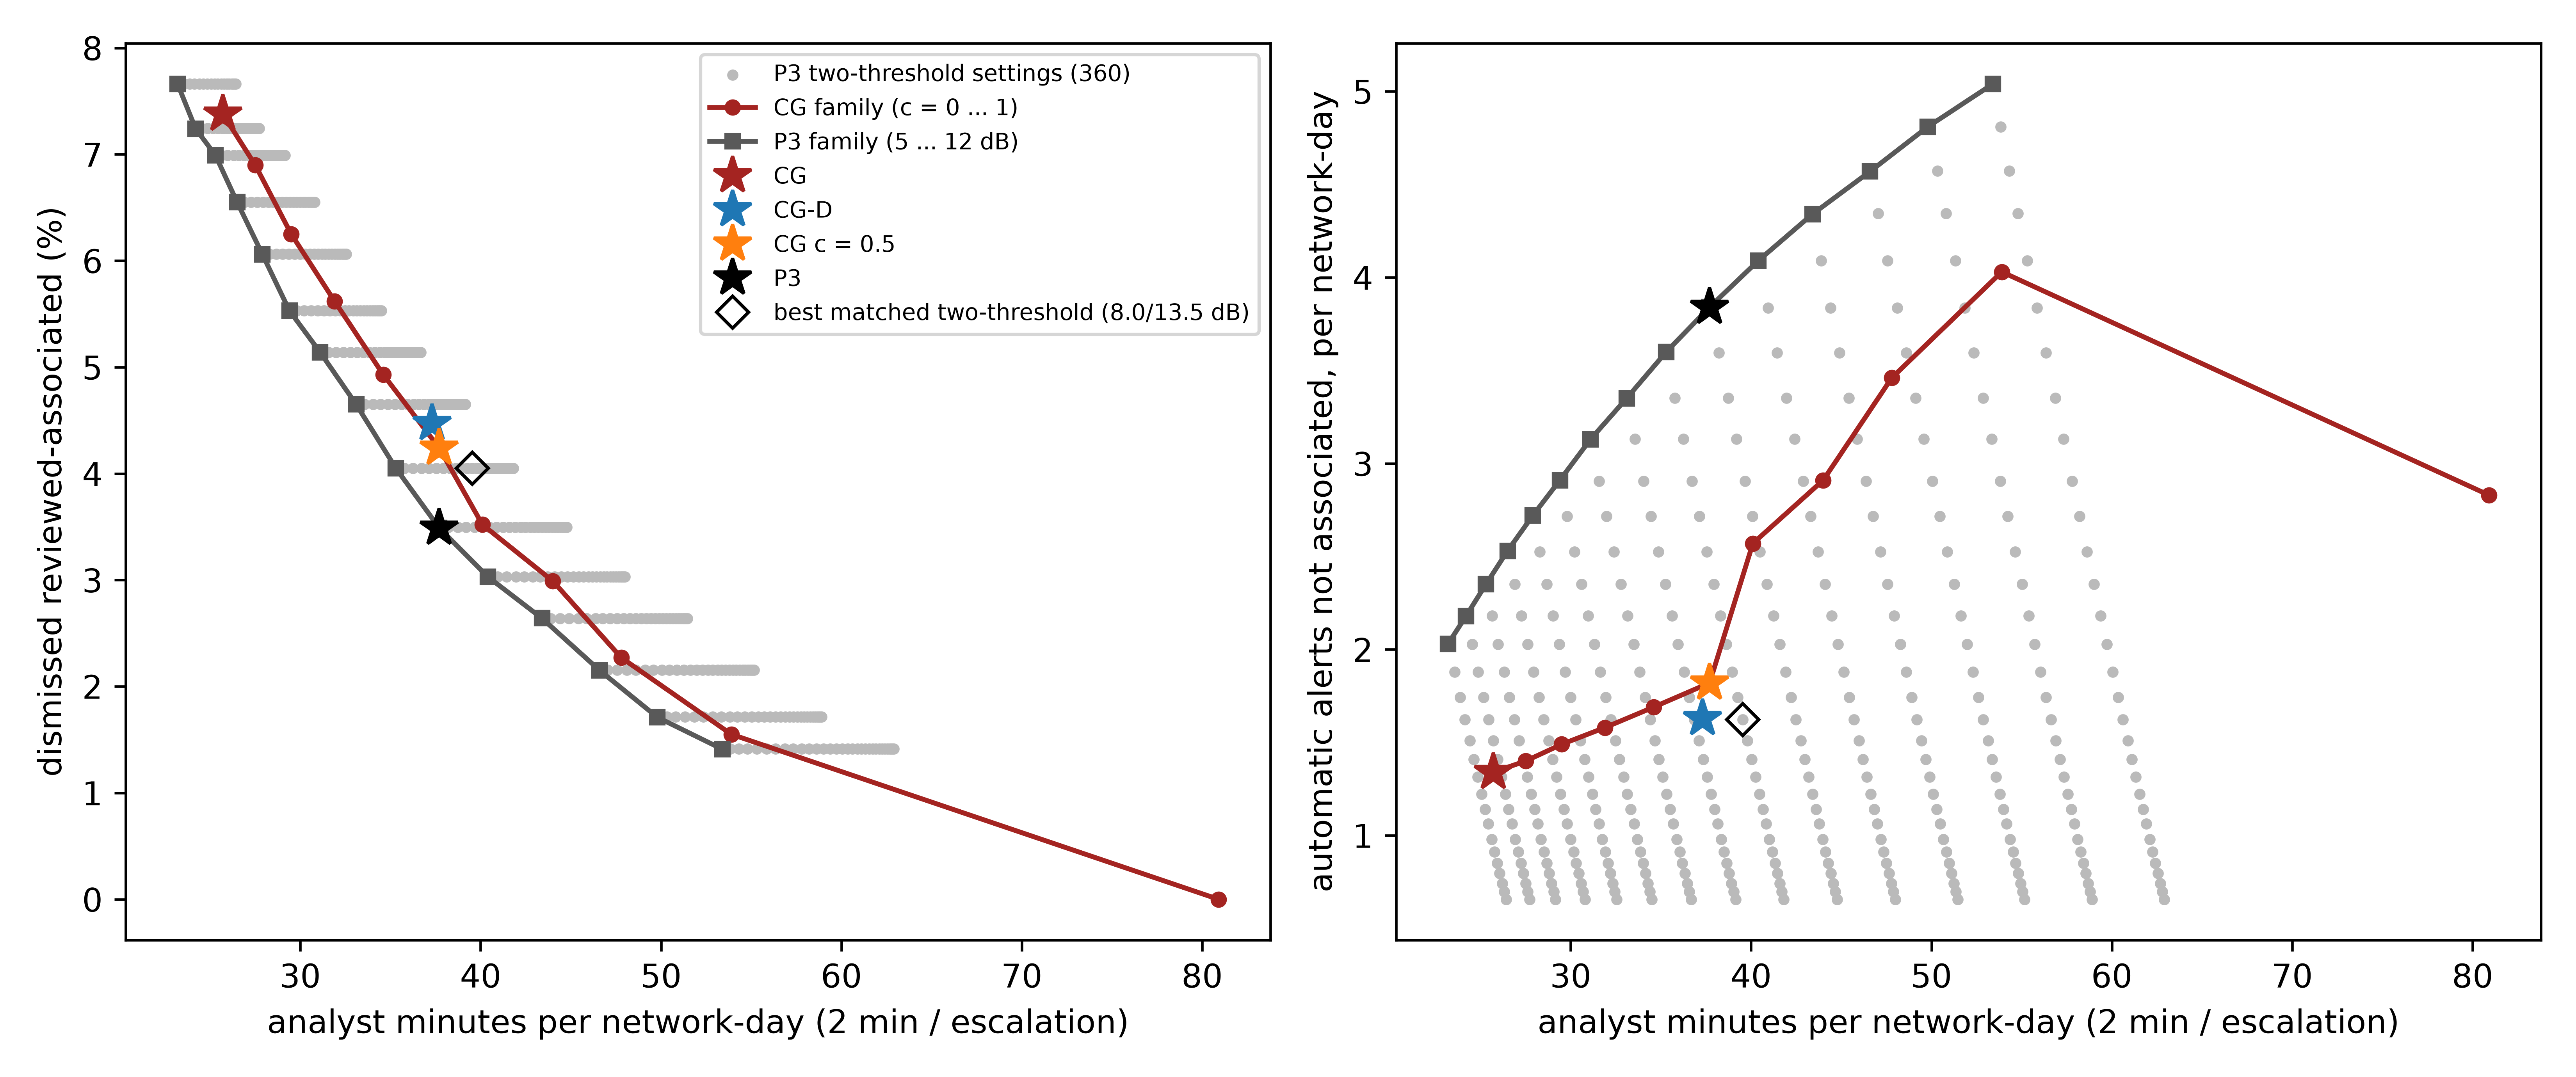 dismissed reviewed-associated (%)
8
7
6
5
4
3
2
1
0
P3 two-threshold settings (360)
CG family (c = 0 ... 1)
P3 family (5 ... 12 dB)
CG
CG-D
CG c = 0.5
P3
best matched two-threshold (8.0/13.5 dB)
30 40 50 60 70 80
analyst minutes per network-day (2 min / escalation)
automatic alerts not associated, per network-day
5
4
3
2
1
30 40 50 60 70 80
analyst minutes per network-day (2 min / escalation)